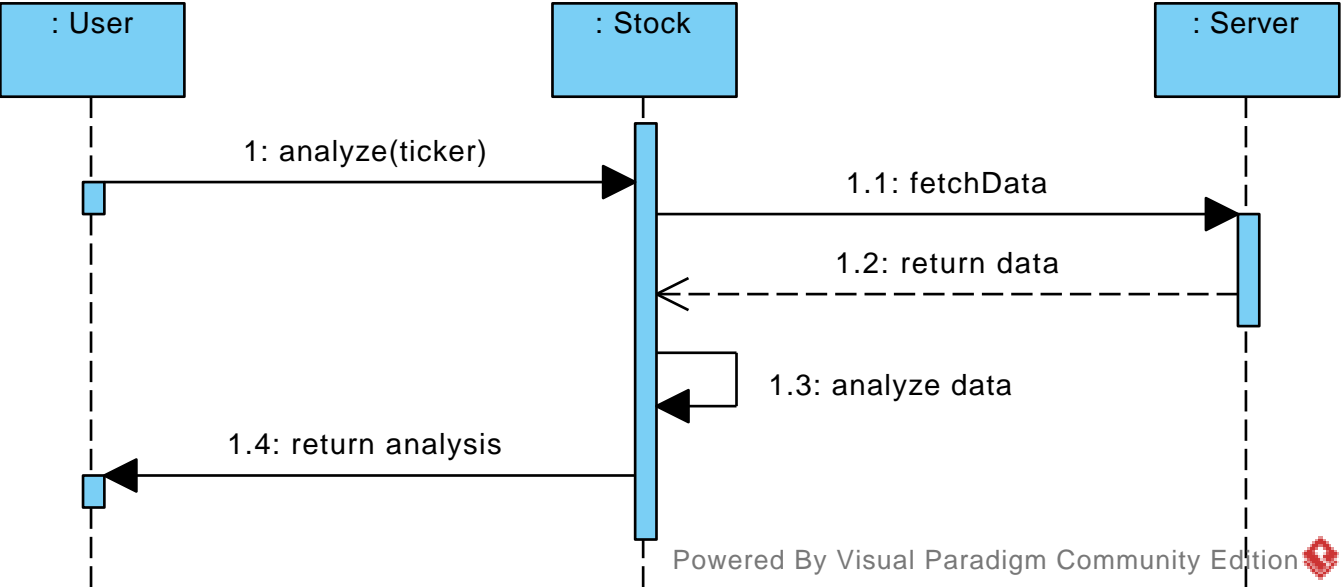 : User
: Stock
: Server
1: analyze(ticker)
1.1: fetchData
1.2: return data
1.3: analyze data
1.4: return analysis
Powered By Visual Paradigm Community Edition